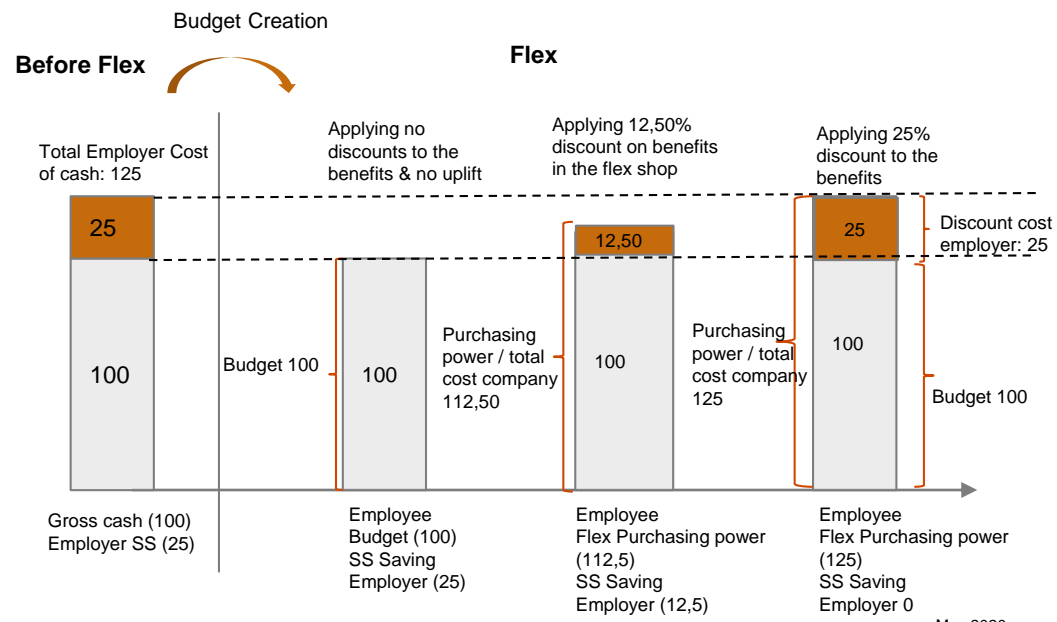 Budget Creation
Before Flex
Flex
Total Employer Cost
of cash: 125
Applying no
discounts to the
benefits & no uplift
Applying 12,50%
discount on benefits
in the flex shop
Applying 25%
discount to the
benefits
25
12,50
25
Discount cost
employer: 25
100
Budget 100
100
Purchasing
power / total
cost company
112,50
100
Purchasing
power / total
cost company
125
100
Budget 100
Gross cash (100)
Employer SS (25)
Employee
Budget (100)
SS Saving
Employer (25)
Employee
Flex Purchasing power
(112,5)
SS Saving
Employer (12,5)
Employee
Flex Purchasing power
(125)
SS Saving
Employer 0